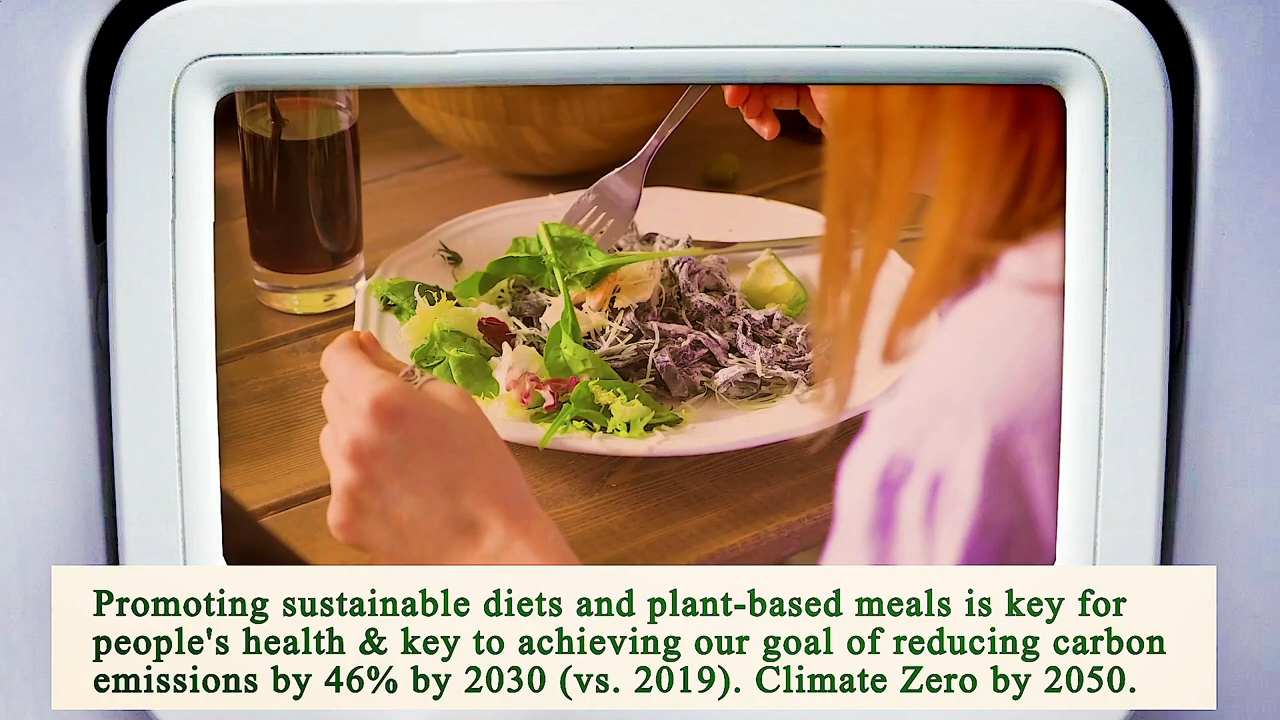 Promoting sustainable diets and plant-based meals is key for
people's health & key to achieving our goal of reducing carbon
emissions by 46% by 2030 (vs. 2019). Climate Zero by 2050.